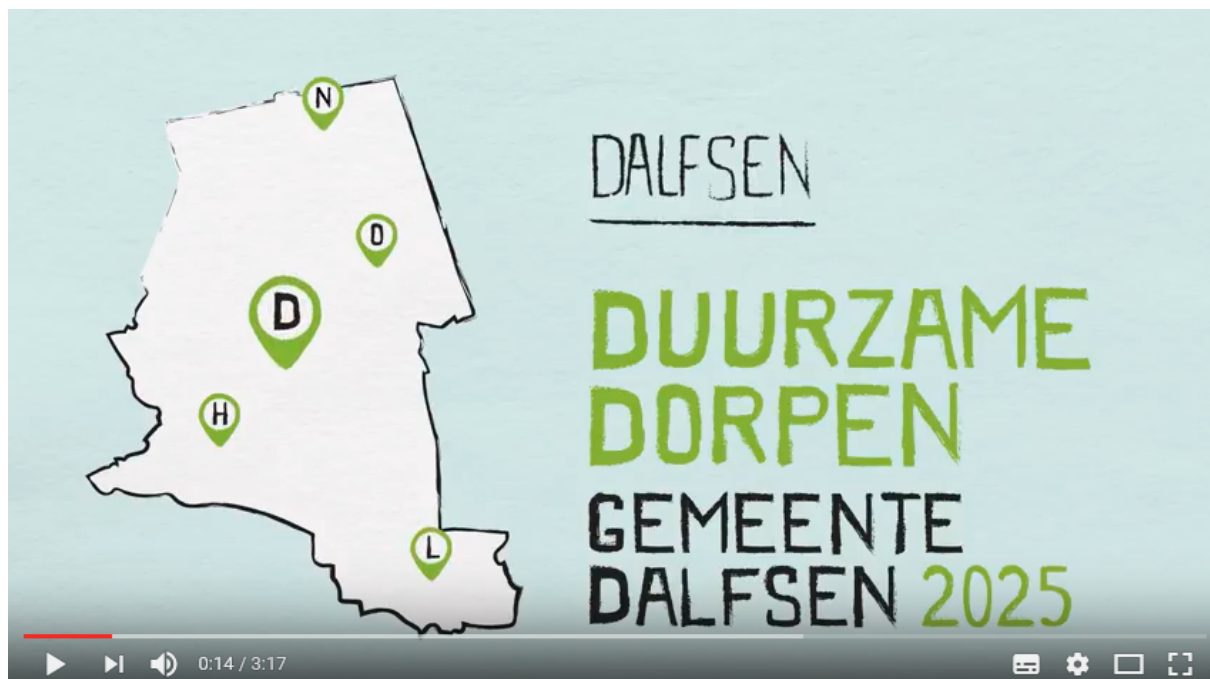 N
DALFSEN
O
D
DUURZAME
DORPEN
H
GEMEENTE
L
DALFSEN 2025
0:14 / 3:17